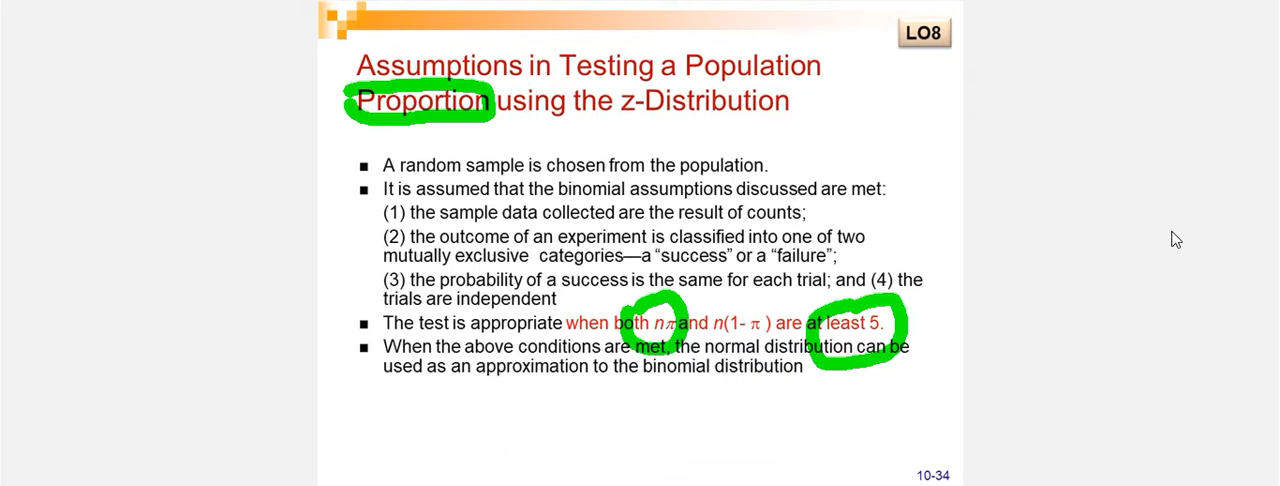 LO8
Assumptions in Testing a Population
Proportion using the z-Distribution
■ A random sample is chosen from the population.
■ It is assumed that the binomial assumptions discussed are met:
(1) the sample data collected are the result of counts;
(2) the outcome of an experiment is classified into one of two
mutually exclusive categories—a “success” or a “failure”;
(3) the probability of a success is the same for each trial; and (4) the
trials are independent
■ The test is appropriate when both nπ and n(1- π ) are at least 5.
■ When the above conditions are met, the normal distribution can be
used as an approximation to the binomial distribution
10-34